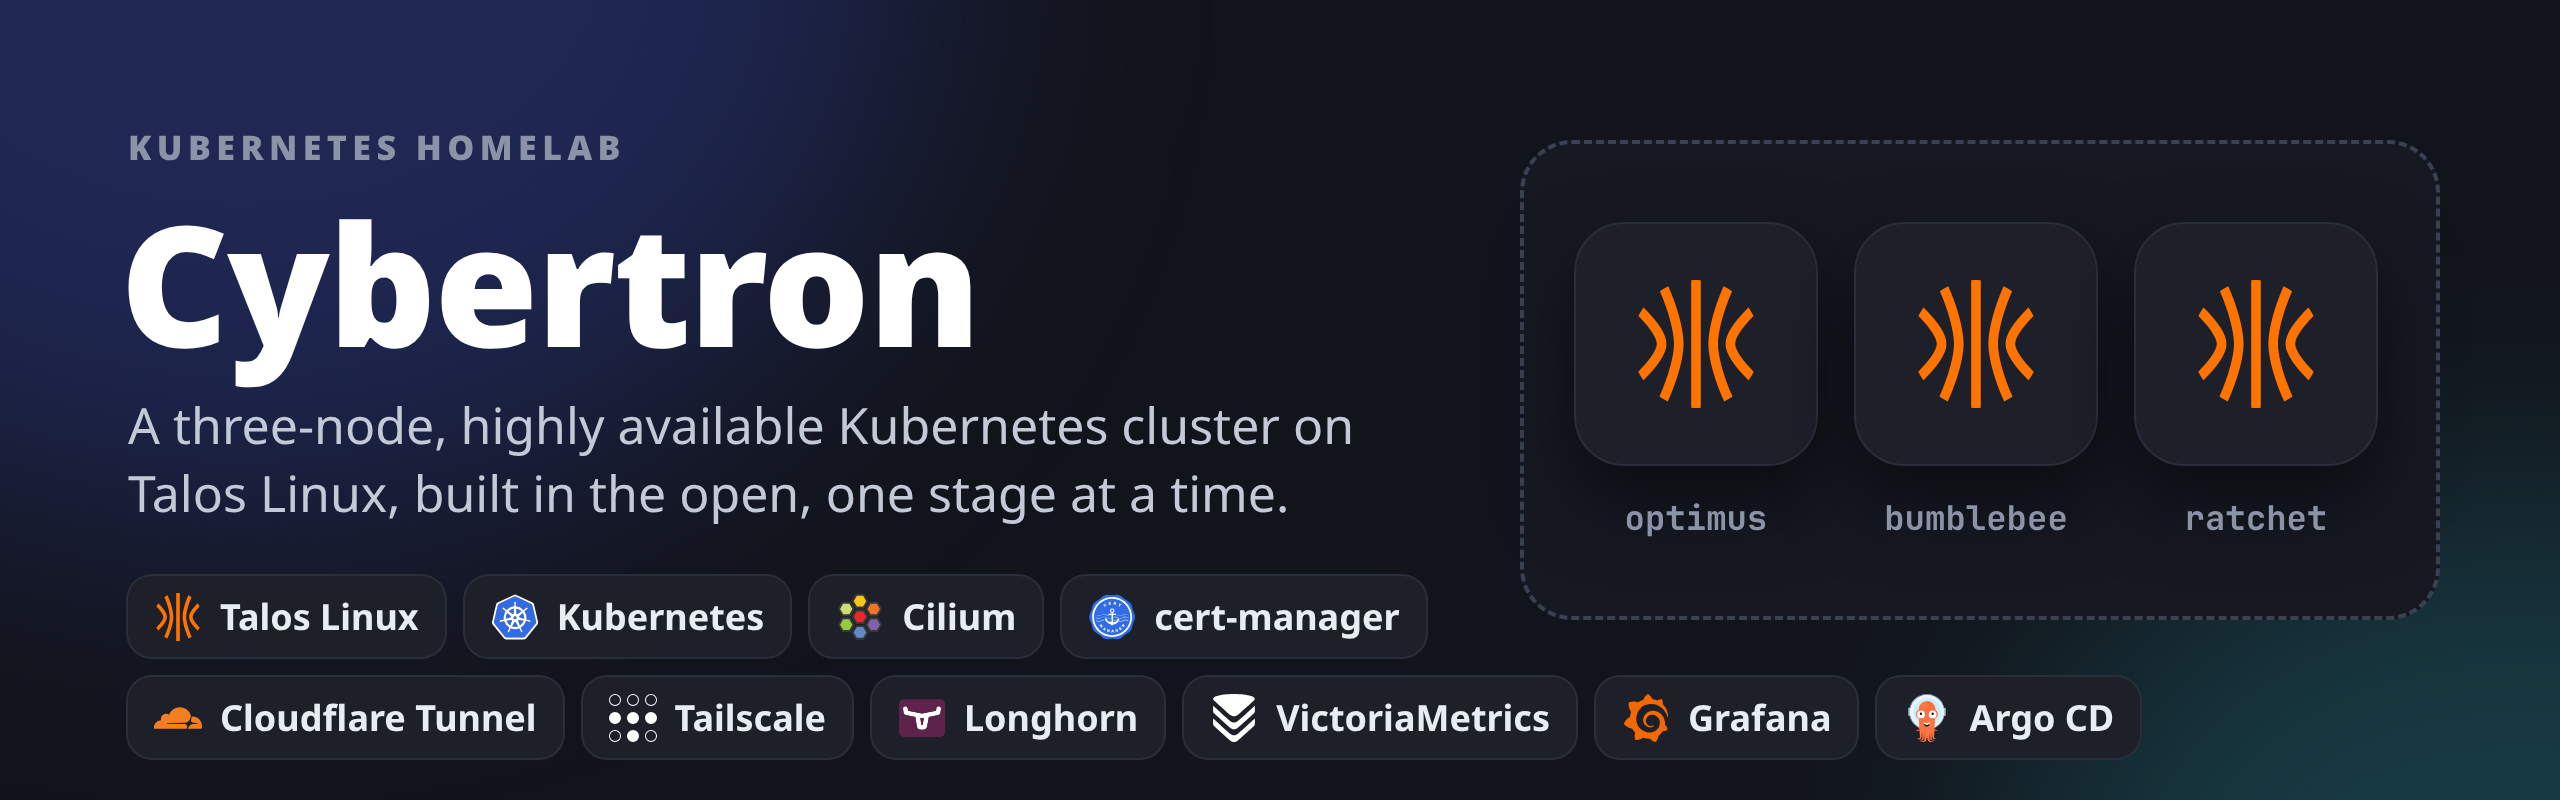 KUBERNETES HOMELAB
Cybertron
A three-node, highly available Kubernetes cluster on
Talos Linux, built in the open, one stage at a time.
optimus bumblebee ratchet
Talos Linux Kubernetes Cilium cert-manager
Cloudflare Tunnel Tailscale Longhorn VictoriaMetrics Grafana Argo CD